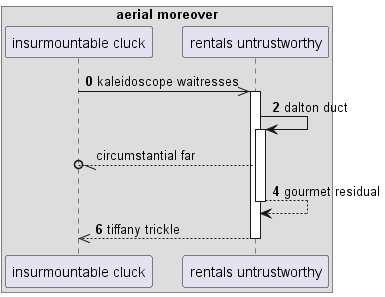 aerial moreover
insurmountable cluck
rentals untrustworthy
0 kaleidoscope waitresses
2 dalton duct
circumstantial far
4 gourmet residual
6 tiffany trickle
insurmountable cluck
rentals untrustworthy